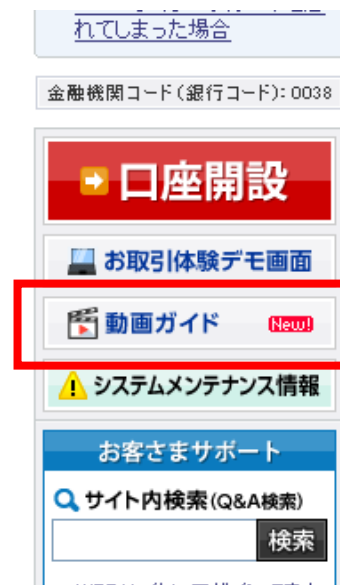 れてしまった場合
金融機関コード(銀行コード):0038
口座開設
お取引体験デモ画面
動画ガイド New!
システムメンテナンス情報
お客さまサポート
サイト内検索(Q&A検索)
検索